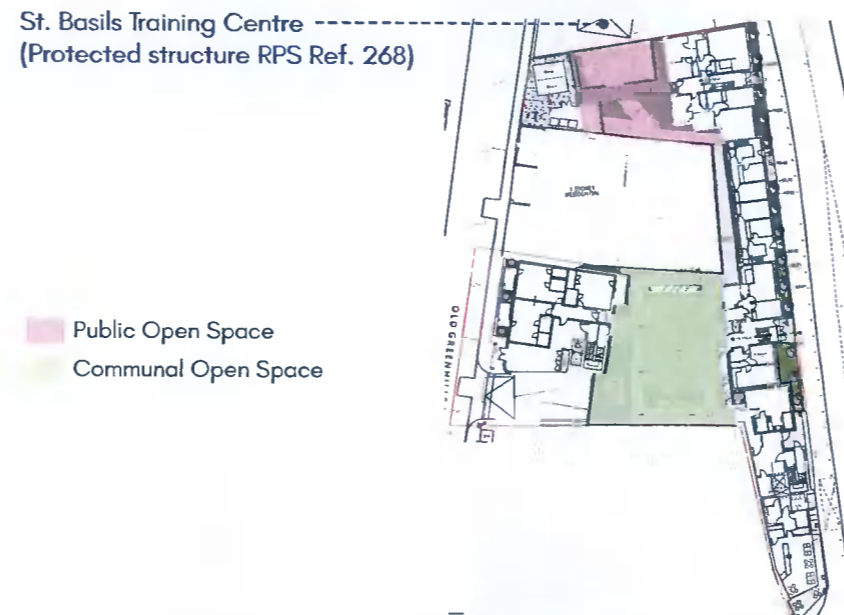 St. Basils Training Centre
(Protected structure RPS Ref. 268)
Public Open Space
Communal Open Space